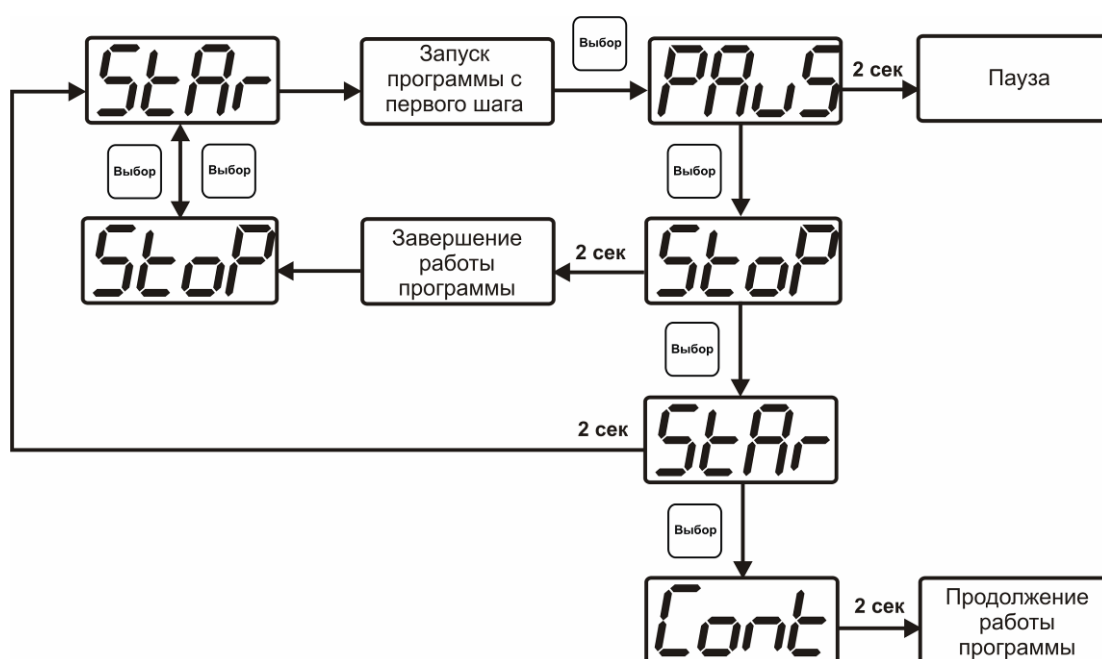 StAr
Запуск
программы с
первого шага
Выбор
PAuS
2 сек
Пауза
Выбор
Выбор
Выбор
StoP
Завершение
работы
программы
2 сек
StoP
Выбор
2 сек
StAr
Выбор
Cont
2 сек
Продолжение
работы
программы